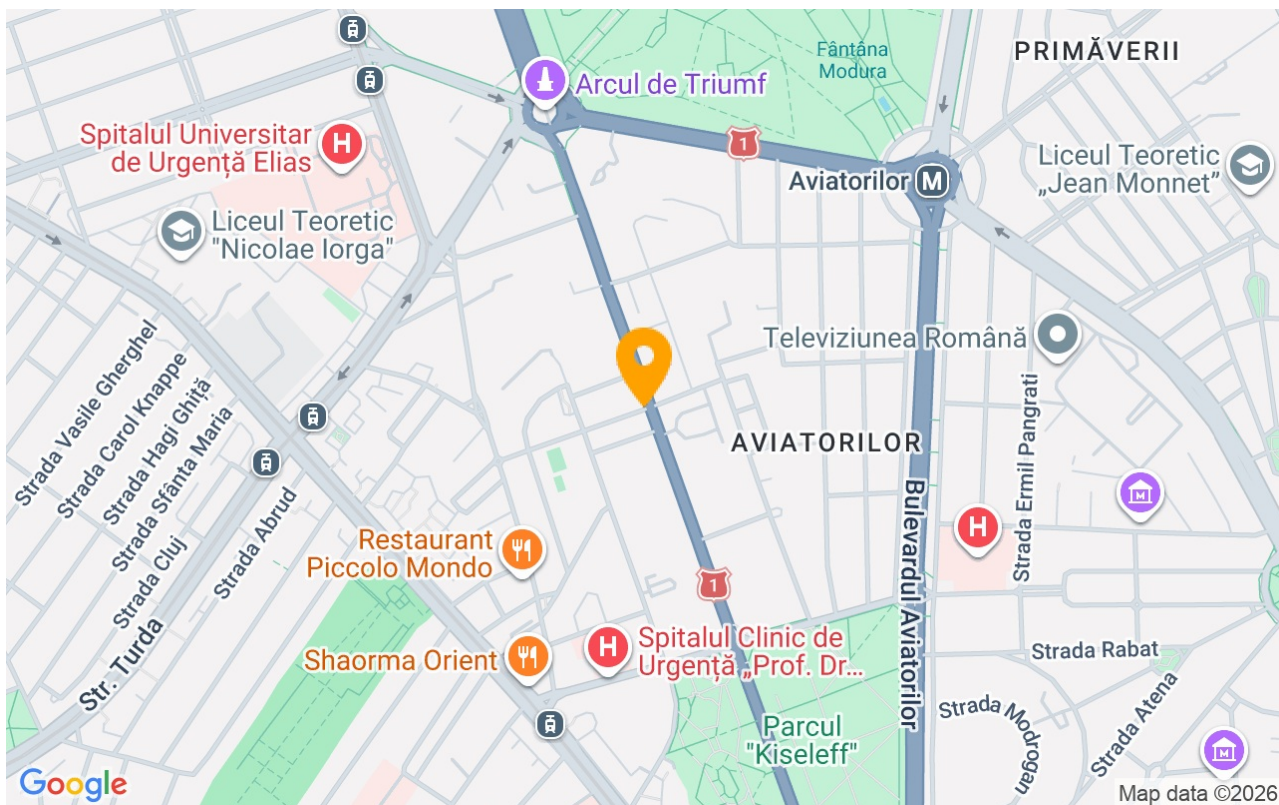 PRIMĂVERII
Fântâna
Modura
Arcul de Triumf
1
Spitalul Universitar
de Urgență Elias
H
Liceul Teoretic
„Jean Monnet”
Aviatorilor M
Liceul Teoretic
"Nicolae Iorga"
Televiziunea Română
Strada Vasile Gherghel
Strada Carol Knappe
Strada Hagi Ghiță
Strada Sfânta Maria
Strada Cluj
Strada Abrud
Str. Turda
AVIATORILOR
Strada Ermil Pangrati
Bulevardul Aviatorilor
M
H
Restaurant
Piccolo Mondo
1
Shaorma Orient
H
Spitalul Clinic de
Urgență „Prof. Dr...
Strada Rabat
Strada Modrogan
Strada Atena
Parcul
"Kiseleff"
M
Google
Map data ©2026